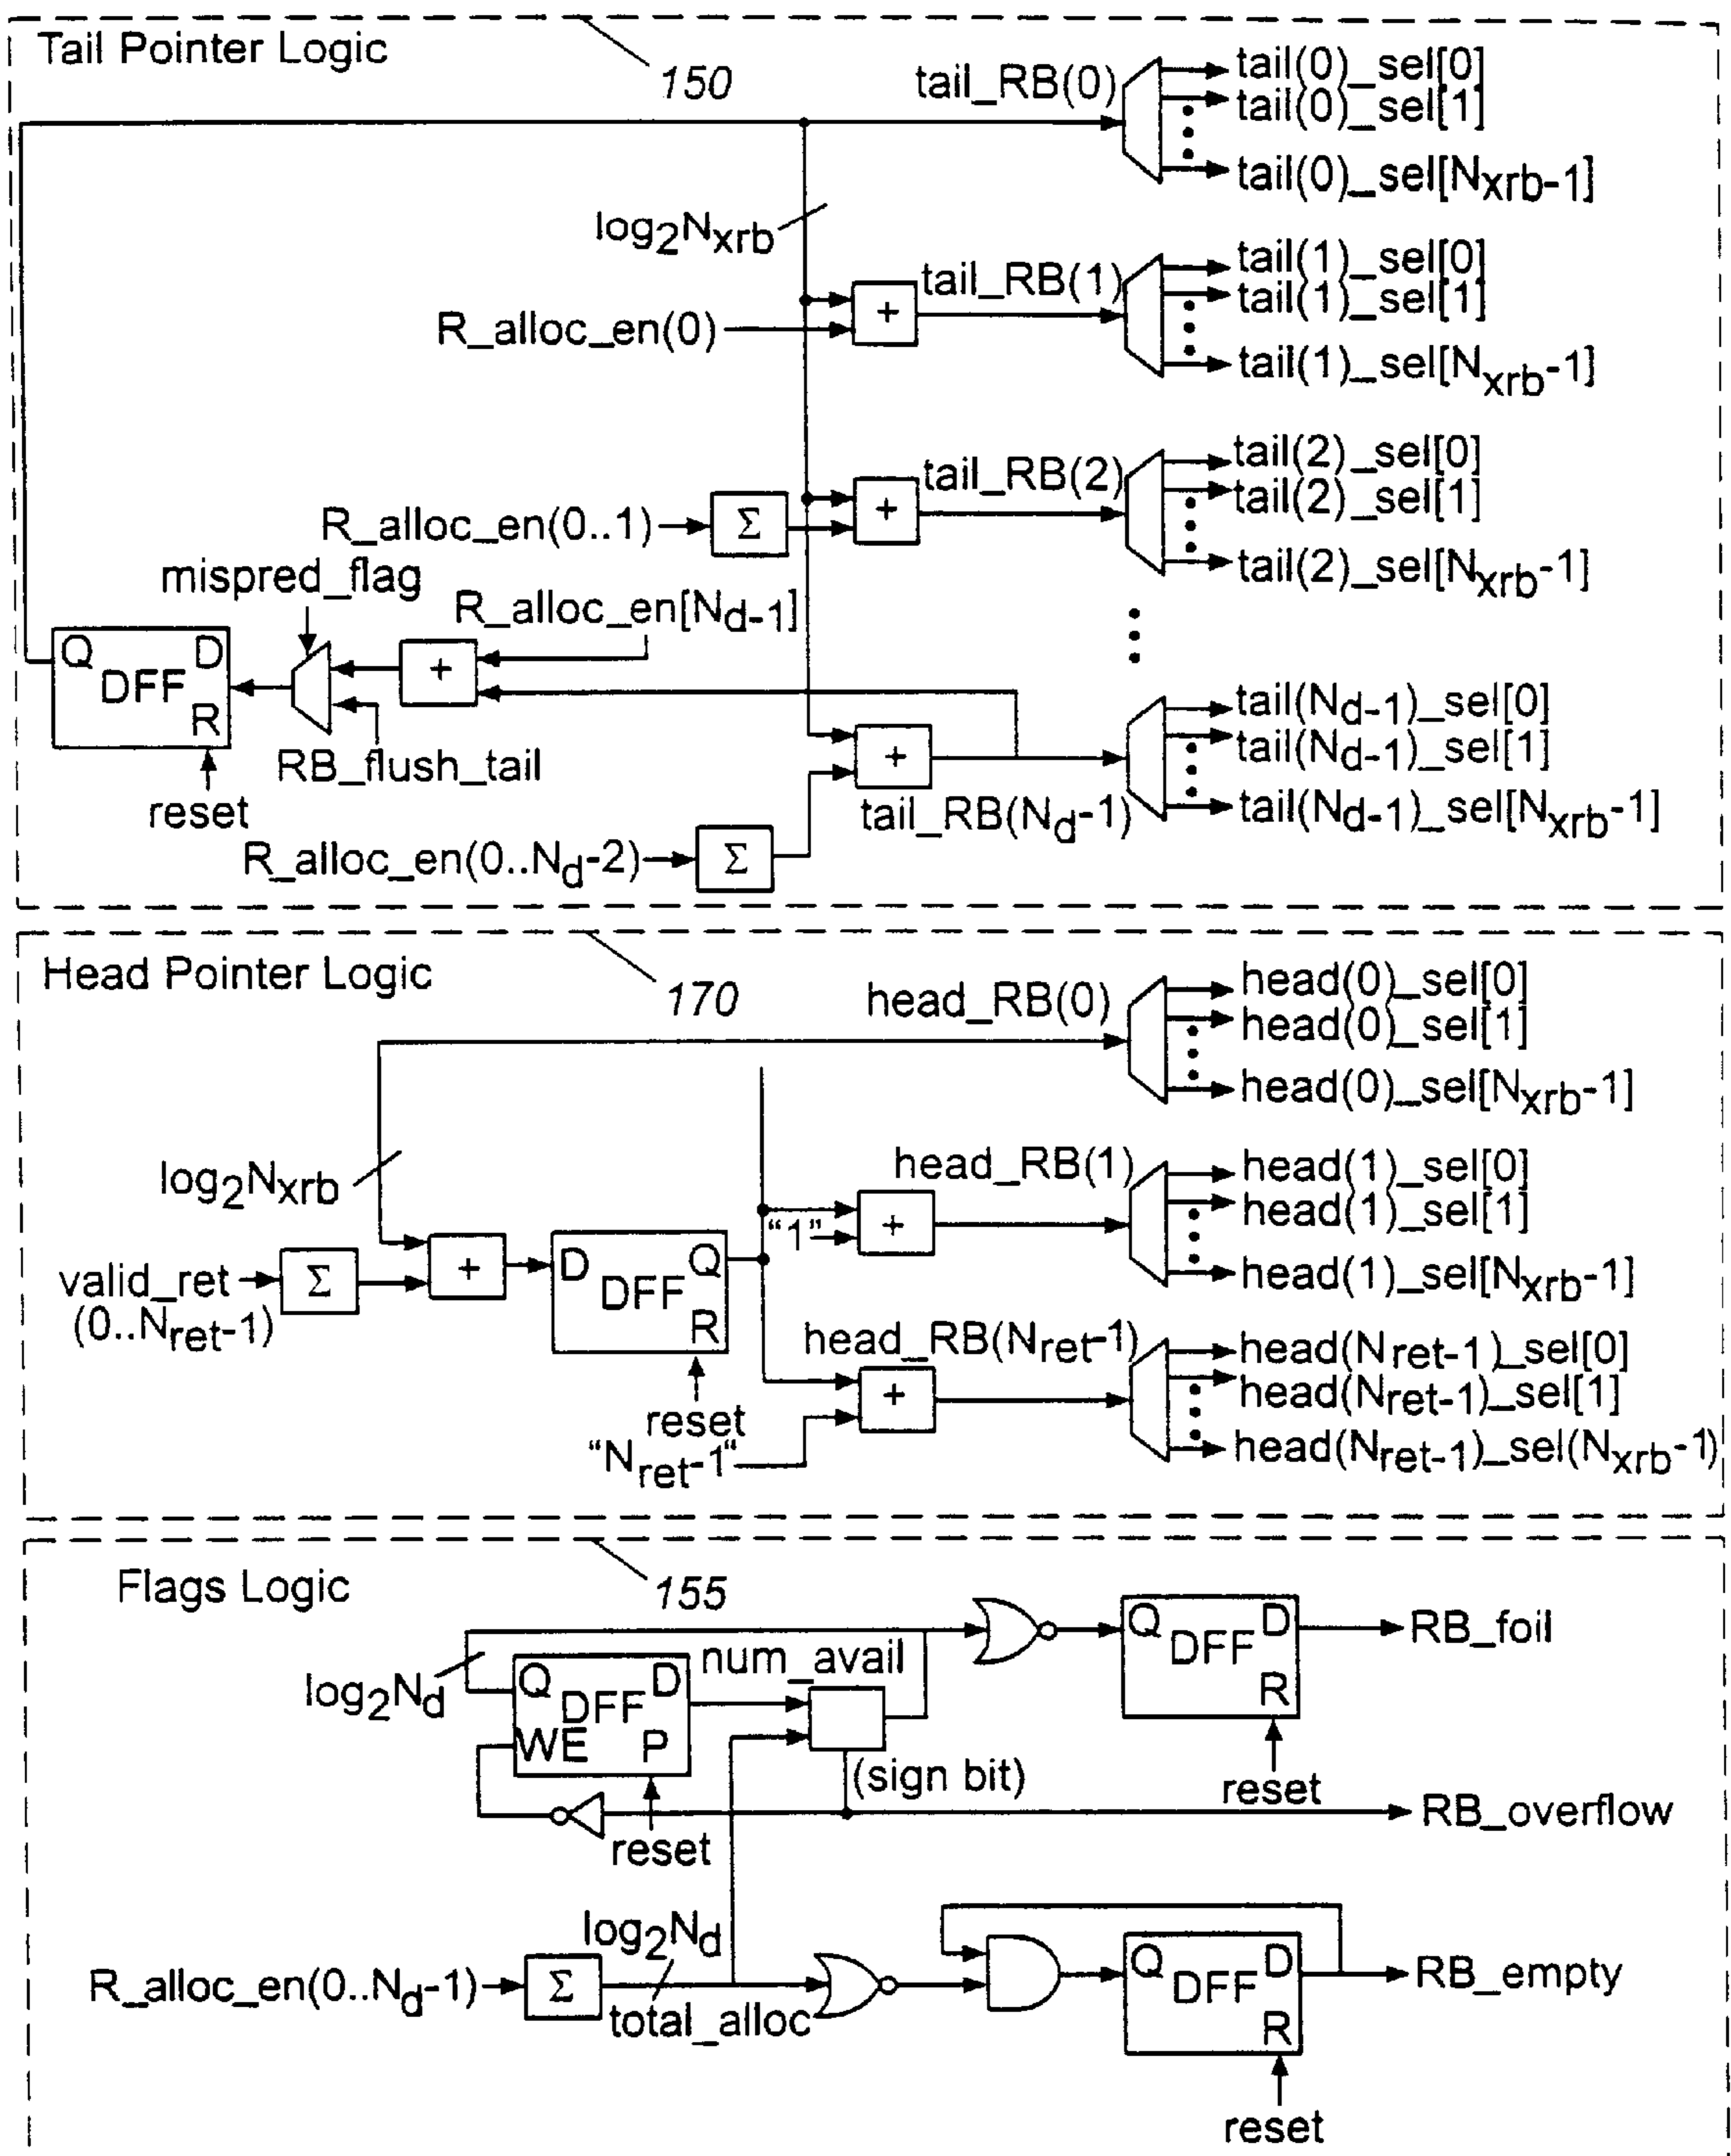 Tail Pointer Logic
150
tail_RB(0)
tail(0)_sel[0]
tail(0)_sel[1]
tail(0)_sel[Nxrb-1]
log2Nxrb
tail_RB(1)
tail(1)_sel[0]
tail(1)_sel[1]
tail(1)_sel[Nxrb-1]
R_alloc_en(0)
+
tail_RB(2)
tail(2)_sel[0]
tail(2)_sel[1]
tail(2)_sel[Nxrb-1]
R_alloc_en(0..1)
Σ
+
mispred_flag
R_alloc_en[Nd-1]
Q D
DFF
R
+
RB_flush_tail
reset
+
tail_RB(Nd-1)
tail(Nd-1)_sel[0]
tail(Nd-1)_sel[1]
tail(Nd-1)_sel[Nxrb-1]
R_alloc_en(0..Nd-2)
Σ
Head Pointer Logic
170
head_RB(0)
head(0)_sel[0]
head(0)_sel[1]
head(0)_sel[Nxrb-1]
log2Nxrb
head_RB(1)
head(1)_sel[0]
head(1)_sel[1]
head(1)_sel[Nxrb-1]
“1”
+
valid_ret
(0..Nret-1)
Σ
+
D Q
DFF
R
reset
head_RB(Nret-1)
head(Nret-1)_sel[0]
head(Nret-1)_sel[1]
head(Nret-1)_sel(Nxrb-1)
+
“Nret-1“
Flags Logic
155
log2Nd
Q D
DFF
WE P
num_avail
reset
(sign bit)
Q D
DFF
R
reset
RB_foil
RB_overflow
R_alloc_en(0..Nd-1)
Σ
log2Nd
total_alloc
Q D
DFF
R
reset
RB_empty